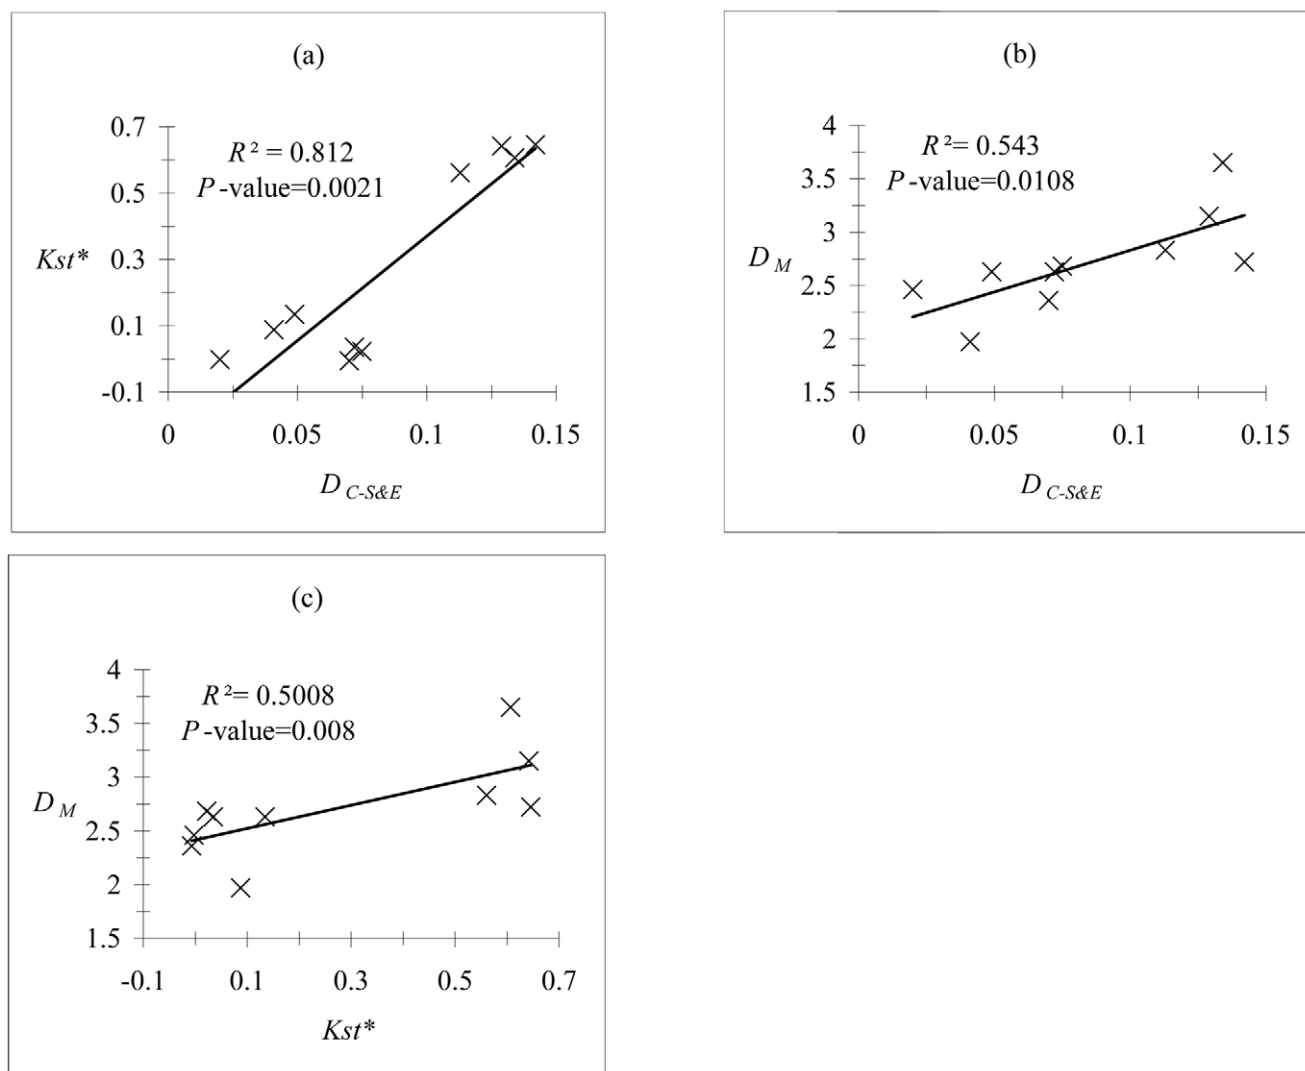 (a)
R² = 0.812
P-value=0.0021
Kst*
0.7
0.5
0.3
0.1
-0.1
0 0.05 0.1 0.15
D C-S&E
(b)
R²= 0.543
P-value=0.0108
D M
4
3.5
3
2.5
2
1.5
0 0.05 0.1 0.15
D C-S&E
(c)
R²= 0.5008
P-value=0.008
D M
4
3.5
3
2.5
2
1.5
-0.1 0.1 0.3 0.5 0.7
Kst*